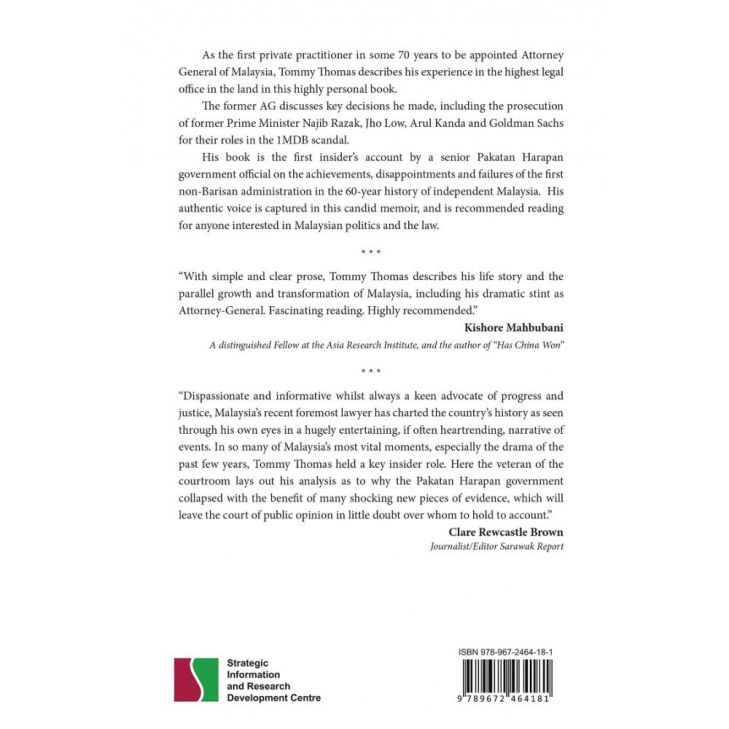 As the first private practitioner in some 70 years to be appointed Attorney
General of Malaysia, Tommy Thomas describes his experience in the highest legal
office in the land in this highly personal book.
The former AG discusses key decisions he made, including the prosecution
of former Prime Minister Najib Razak, Jho Low, Arul Kanda and Goldman Sachs
for their roles in the 1MDB scandal.
His book is the first insider's account by a senior Pakatan Harapan
government official on the achievements, disappointments and failures of the first
non-Barisan administration in the 60-year history of independent Malaysia. His
authentic voice is captured in this candid memoir, and is recommended reading
for anyone interested in Malaysian politics and the law.
* * *
“With simple and clear prose, Tommy Thomas describes his life story and the
parallel growth and transformation of Malaysia, including his dramatic stint as
Attorney-General. Fascinating reading. Highly recommended.”
Kishore Mahbubani
A distinguished Fellow at the Asia Research Institute, and the author of “Has China Won”
* * *
“Dispassionate and informative whilst always a keen advocate of progress and
justice, Malaysia's recent foremost lawyer has charted the country's history as seen
through his own eyes in a hugely entertaining, if often heartrending, narrative of
events. In so many of Malaysia's most vital moments, especially the drama of the
past few years, Tommy Thomas held a key insider role. Here the veteran of the
courtroom lays out his analysis as to why the Pakatan Harapan government
collapsed with the benefit of many shocking new pieces of evidence, which will
leave the court of public opinion in little doubt over whom to hold to account.”
Clare Rewcastle Brown
Journalist/Editor Sarawak Report
Strategic
Information
and Research
Development Centre
ISBN 978-967-2464-18-1
9 789672 464181